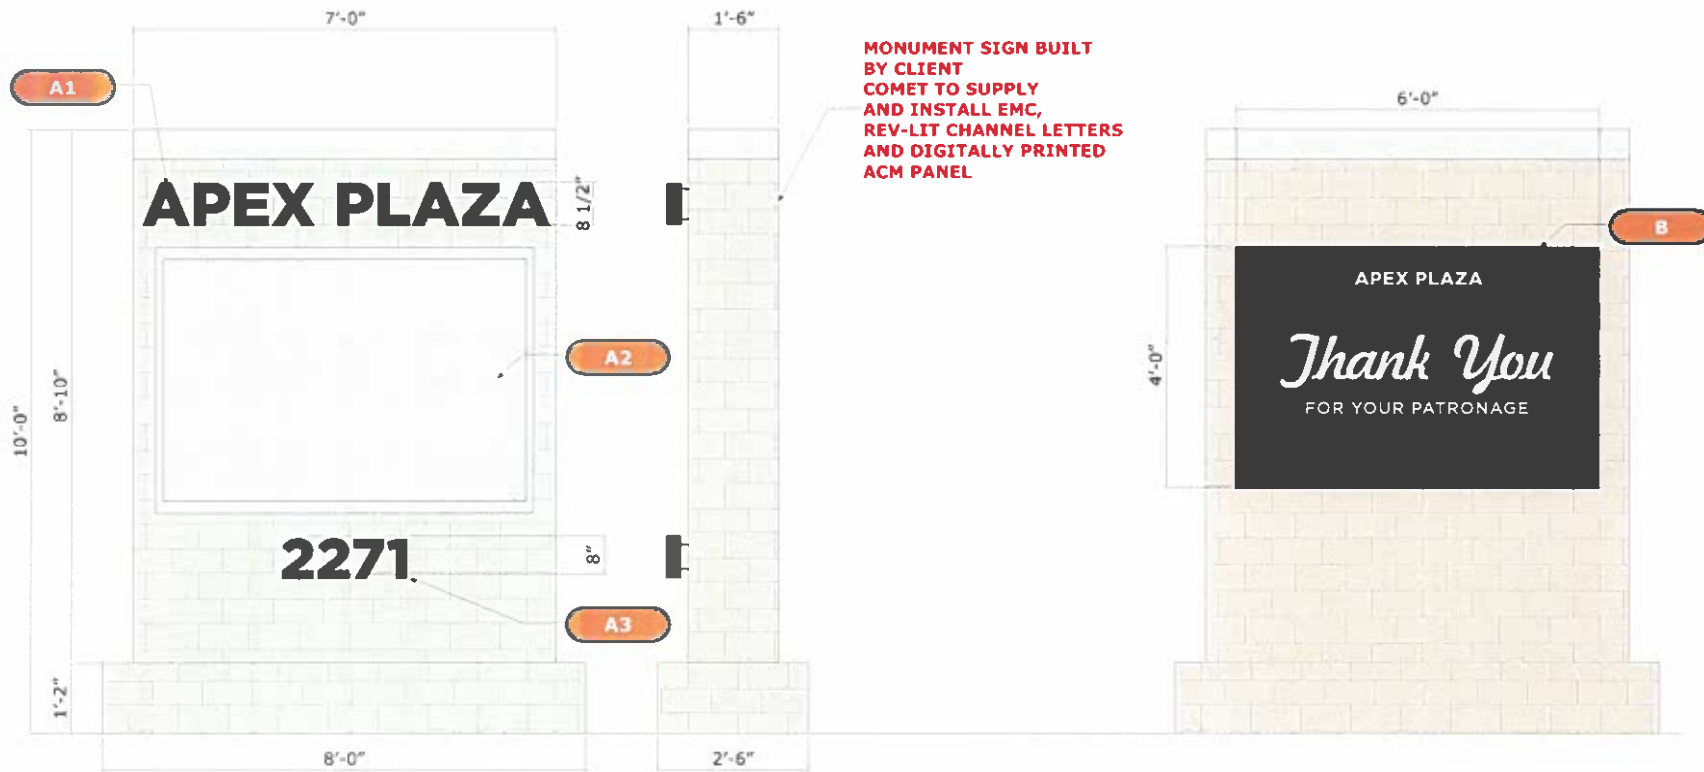 7'-0"
1'-6"
MONUMENT SIGN BUILT
BY CLIENT
COMET TO SUPPLY
AND INSTALL EMC,
REV-LIT CHANNEL LETTERS
AND DIGITALLY PRINTED
ACM PANEL
6'-0"
A1
APEX PLAZA
8 1/2"
B
APEX PLAZA
Thank You
FOR YOUR PATRONAGE
4'-0"
A2
10'-0"
8'-10"
2271
8"
A3
1'-2"
8'-0"
2'-6"